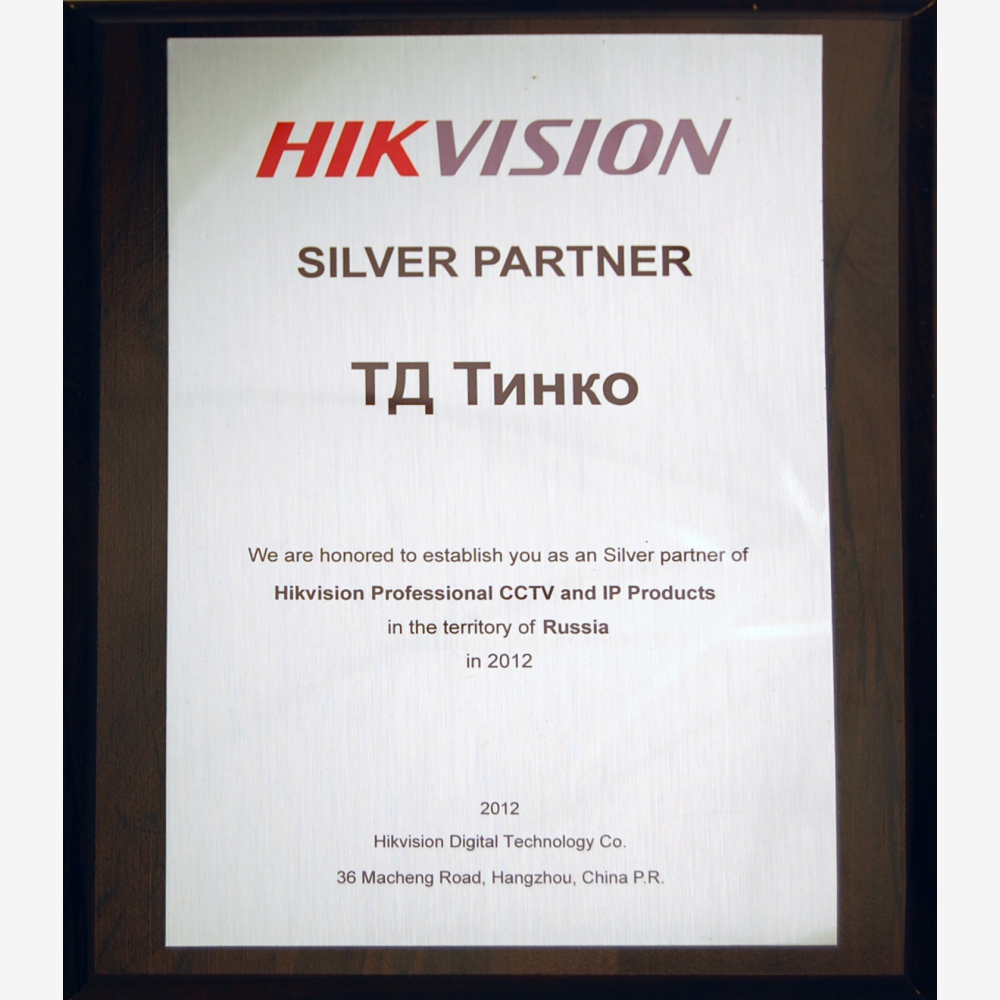 HIKVISION
SILVER PARTNER
ТД Тинко
We are honored to establish you as an Silver partner of
Hikvision Professional CCTV and IP Products
in the territory of Russia
in 2012
2012
Hikvision Digital Technology Co.
36 Macheng Road, Hangzhou, China P.R.